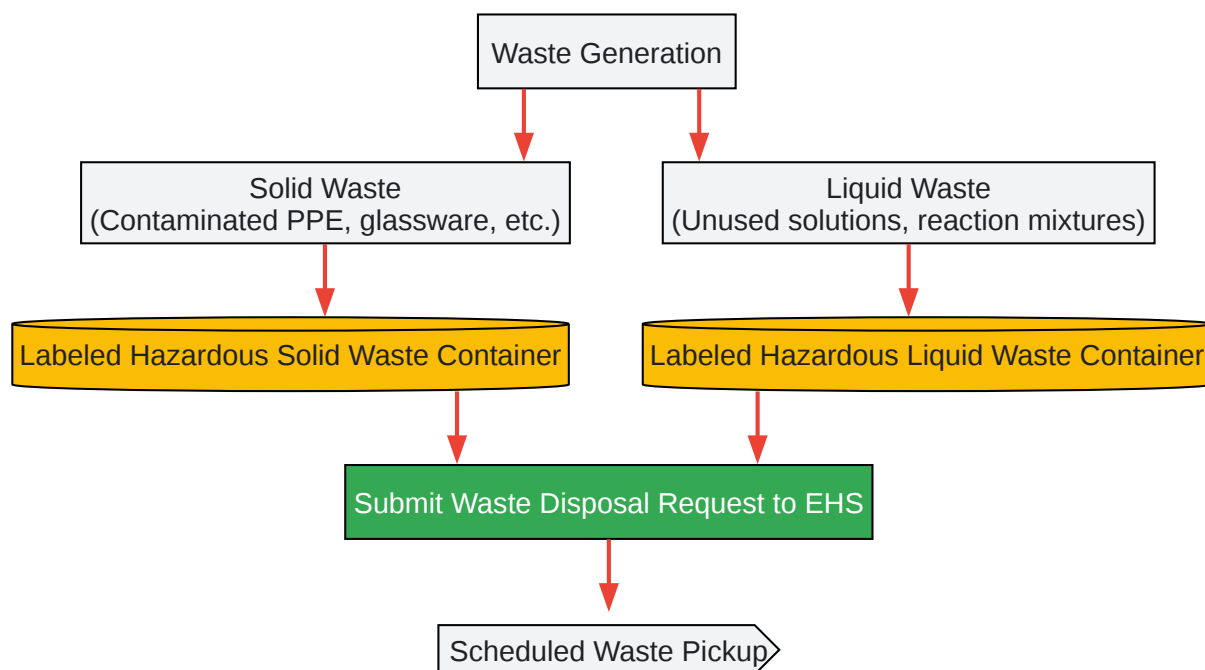 Waste Generation
Solid Waste
(Contaminated PPE, glassware, etc.)
Liquid Waste
(Unused solutions, reaction mixtures)
Labeled Hazardous Solid Waste Container
Labeled Hazardous Liquid Waste Container
Submit Waste Disposal Request to EHS
Scheduled Waste Pickup